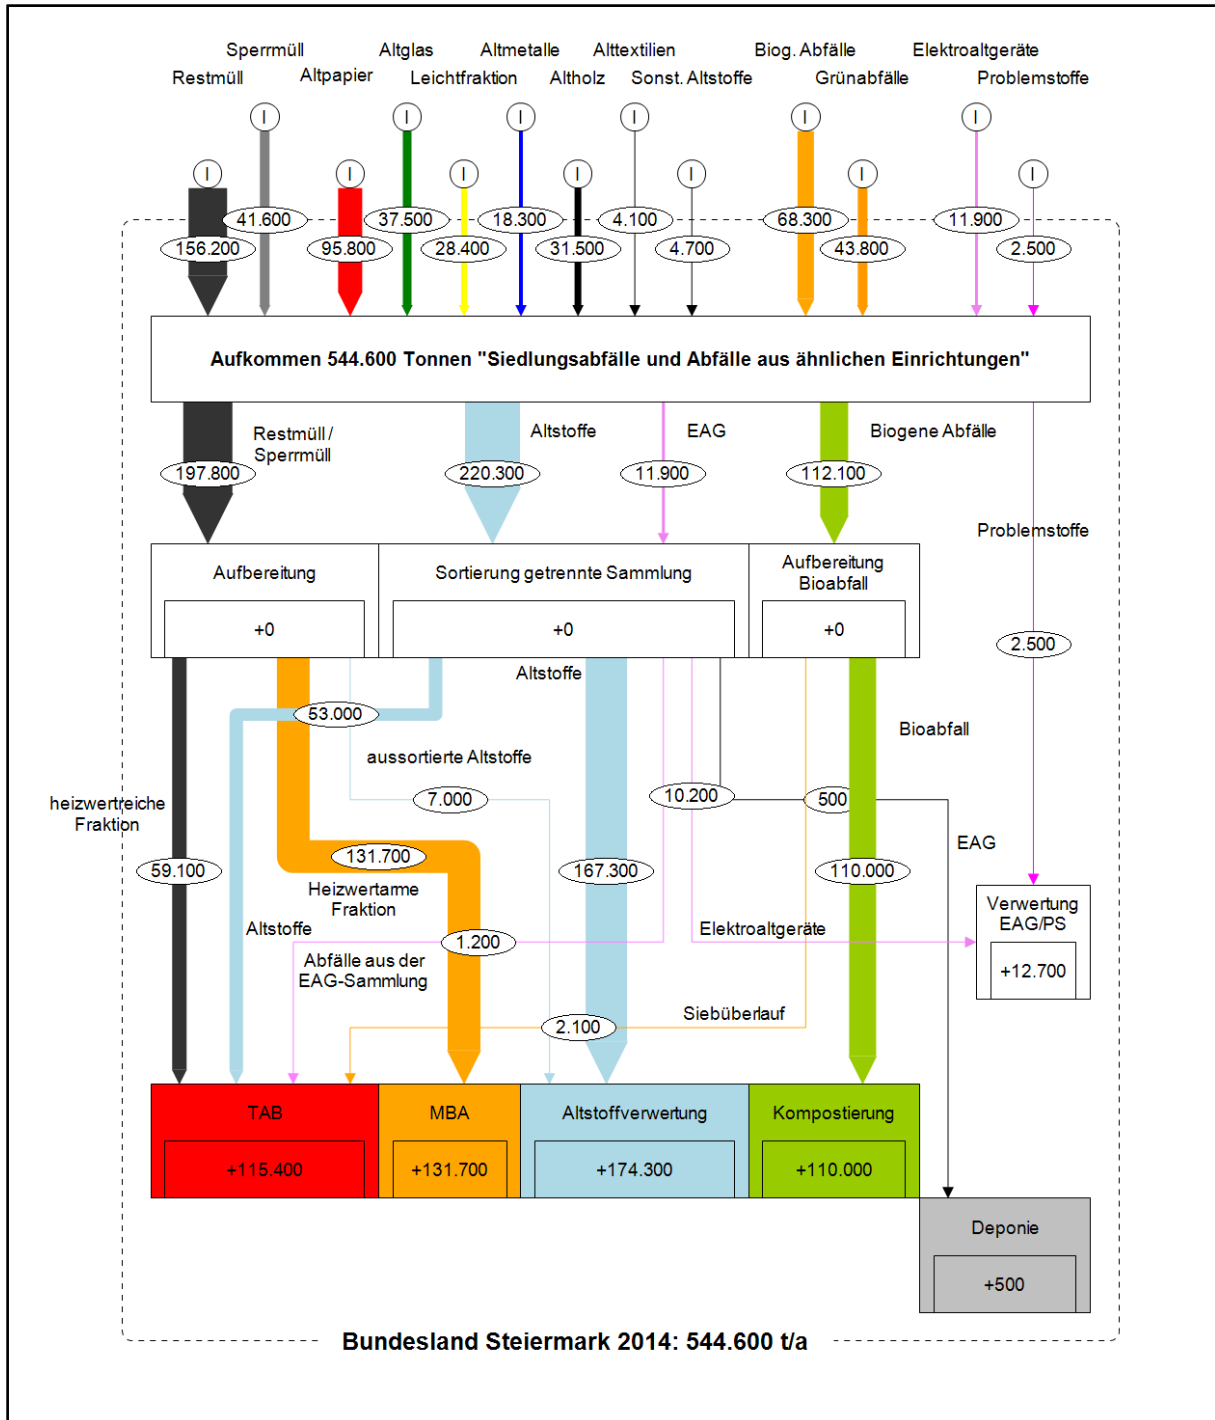 Sperrmüll Altglas Altmetalle Alttextilien Biog. Abfälle Elektroaltgeräte
Restmüll Altpapier Leichtfraktion Altholz Sonst. Altstoffe Grünabfälle Problemstoffe
I I I I I I
I I I I I I I
41.600 37.500 18.300 4.100 68.300 11.900
156.200 95.800 28.400 31.500 4.700 43.800 2.500
Aufkommen 544.600 Tonnen "Siedlungsabfälle und Abfälle aus ähnlichen Einrichtungen"
Restmüll /
Sperrmüll
Altstoffe
EAG
Biogene Abfälle
197.800 220.300 11.900 112.100
Problemstoffe
Aufbereitung
+0
Sortierung getrennte Sammlung
+0
Aufbereitung
Bioabfall
+0
2.500
Altstoffe
53.000
Bioabfall
aussortierte Altstoffe
heizwertreiche
Fraktion
7.000
10.200
500
EAG
59.100
131.700
167.300
110.000
Heizwertarme
Fraktion
Verwertung
EAG/PS
+12.700
Altstoffe
1.200
Elektroaltgeräte
Abfälle aus der
EAG-Sammlung
Siebüberlauf
2.100
TAB
+115.400
MBA
+131.700
Altstoffverwertung
+174.300
Kompostierung
+110.000
Deponie
+500
Bundesland Steiermark 2014: 544.600 t/a